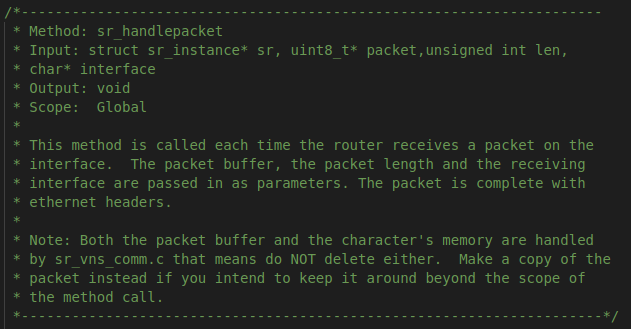 /*---------------------------------------------------------------------
 * Method: sr_handlepacket
 * Input: struct sr_instance* sr, uint8_t* packet,unsigned int len,
 * char* interface
 * Output: void
 * Scope:  Global
 *
 * This method is called each time the router receives a packet on the
 * interface.  The packet buffer, the packet length and the receiving
 * interface are passed in as parameters. The packet is complete with
 * ethernet headers.
 *
 * Note: Both the packet buffer and the character's memory are handled
 * by sr_vns_comm.c that means do NOT delete either.  Make a copy of the
 * packet instead if you intend to keep it around beyond the scope of
 * the method call.
 *---------------------------------------------------------------------*/